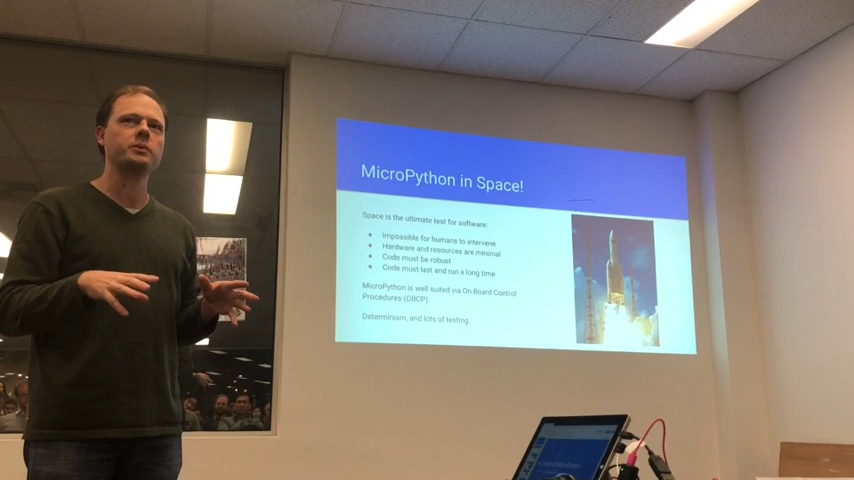 MicroPython in Space!
Space is the ultimate test for software:
● Impossible for humans to intervene
● Hardware and resources are minimal
● Code must be robust
● Code must last and run a long time
MicroPython is well suited via On Board Control
Procedures (OBCP).
Determinism, and lots of testing